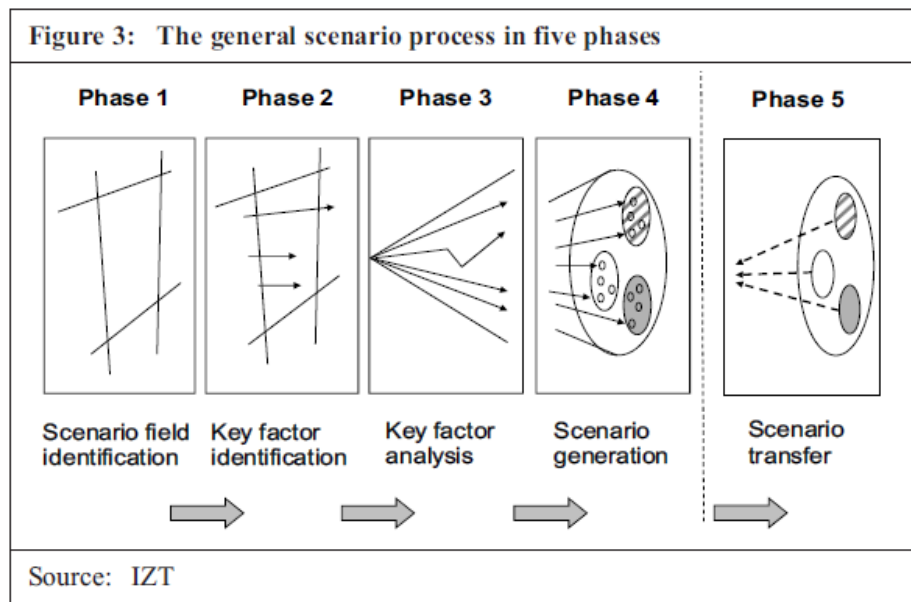 Figure 3: The general scenario process in five phases
Phase 1
Phase 2
Phase 3
Phase 4
Phase 5
Scenario field
identification
Key factor
identification
Key factor
analysis
Scenario
generation
Scenario
transfer
Source: IZT